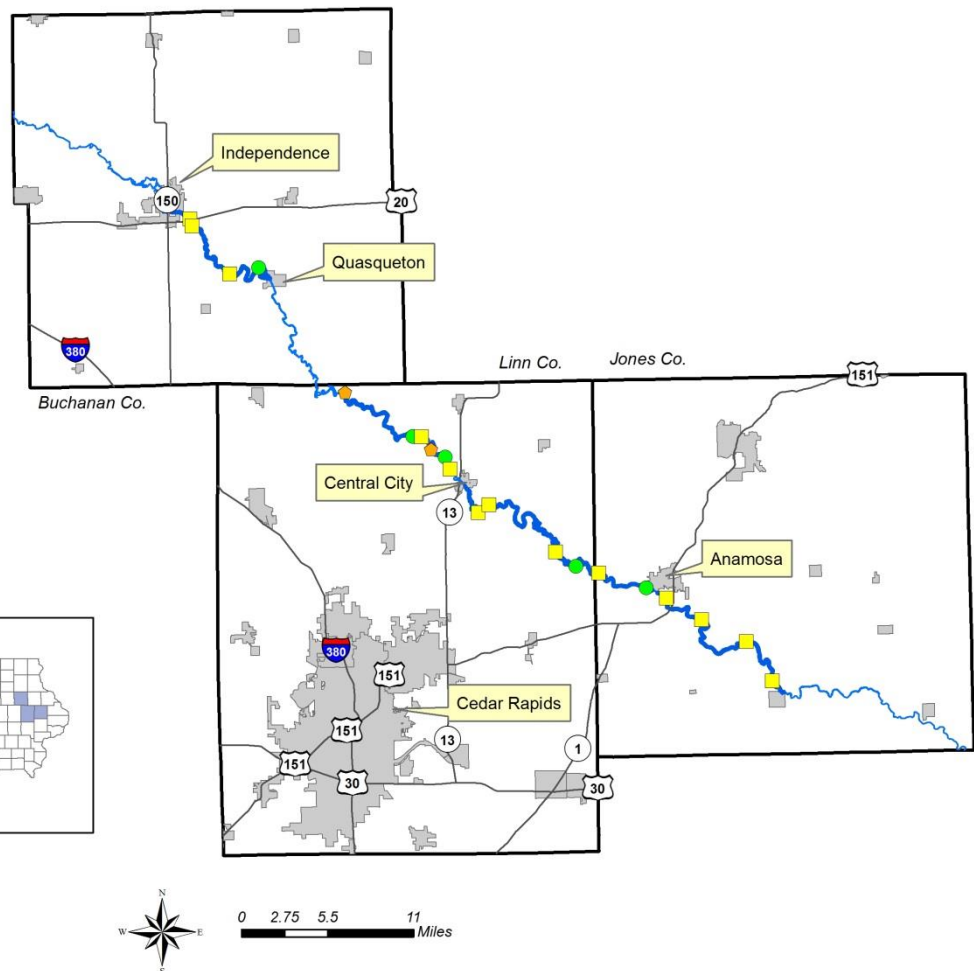 Independence
150
20
Quasqueton
380
Linn Co.
Jones Co.
151
Buchanan Co.
Central City
13
Anamosa
380
151
Cedar Rapids
151
13
1
151
30
30
N
W
E
S
0
2.75
5.5
11
Miles